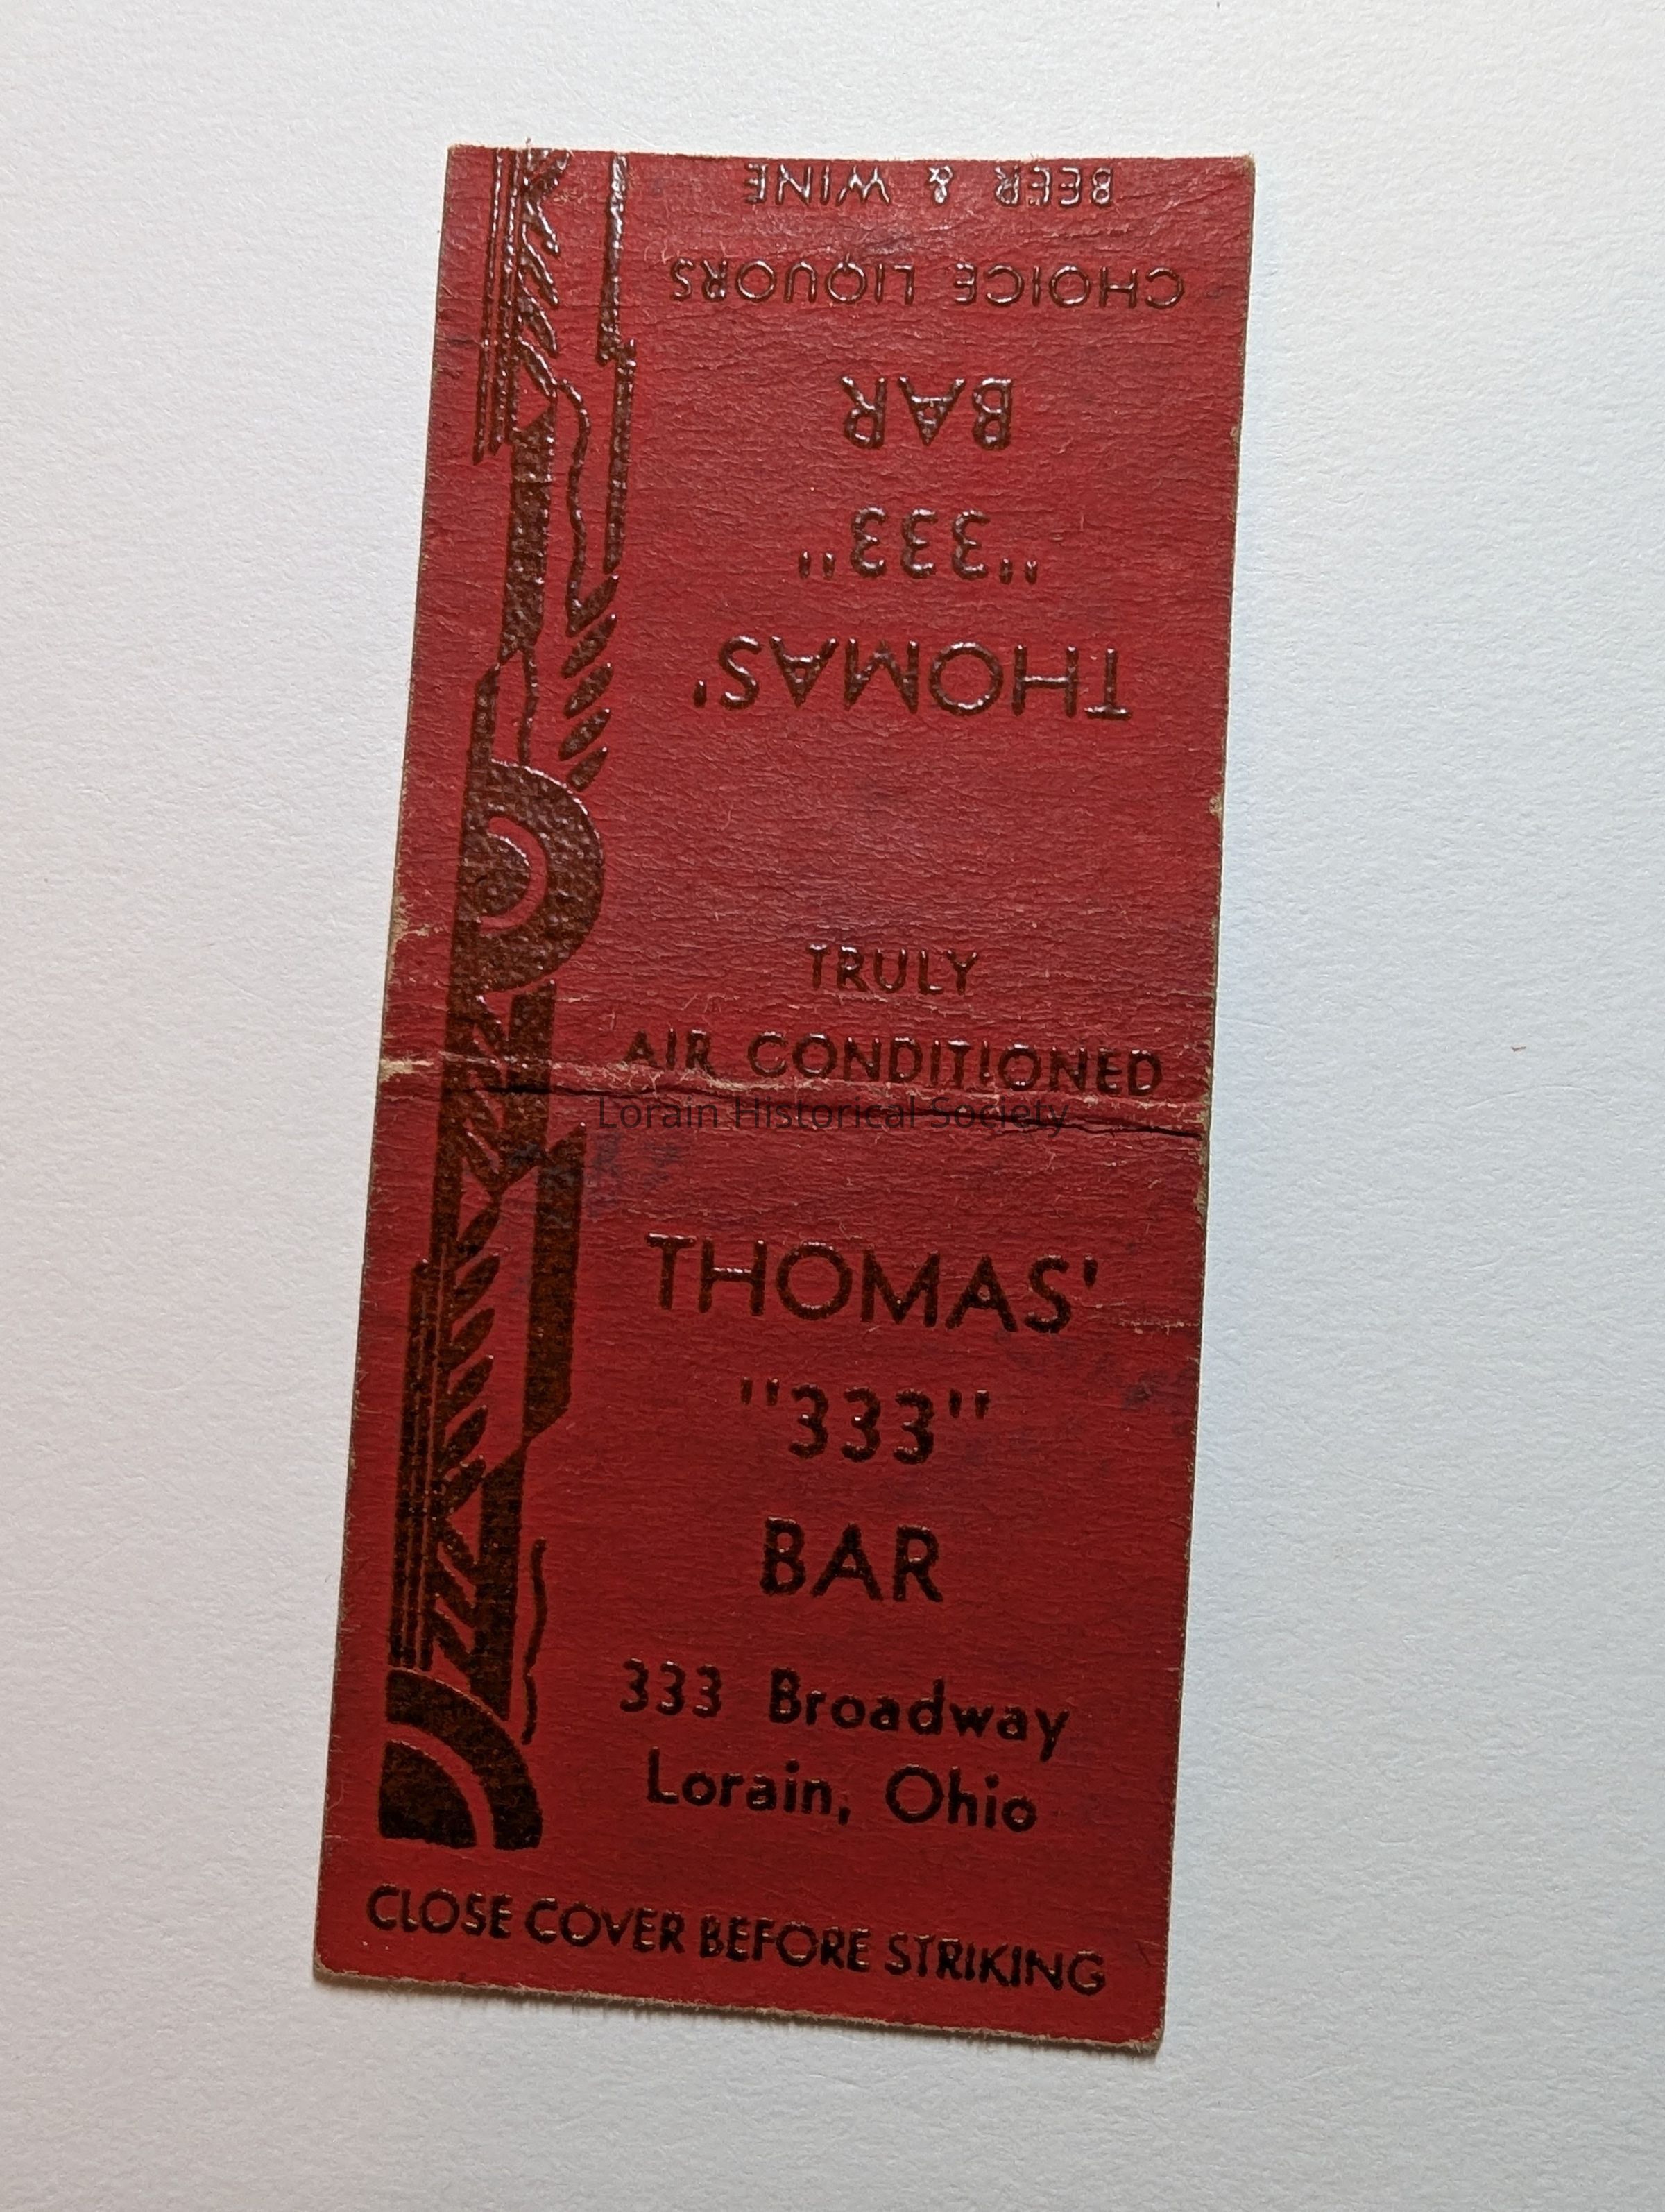 THOMAS'
"333"
BAR
CHOICE LIQUORS
BEER & WINE
TRULY
AIR CONDITIONED
Lorain Historical Society
THOMAS'
"333"
BAR
333 Broadway
Lorain, Ohio
CLOSE COVER BEFORE STRIKING